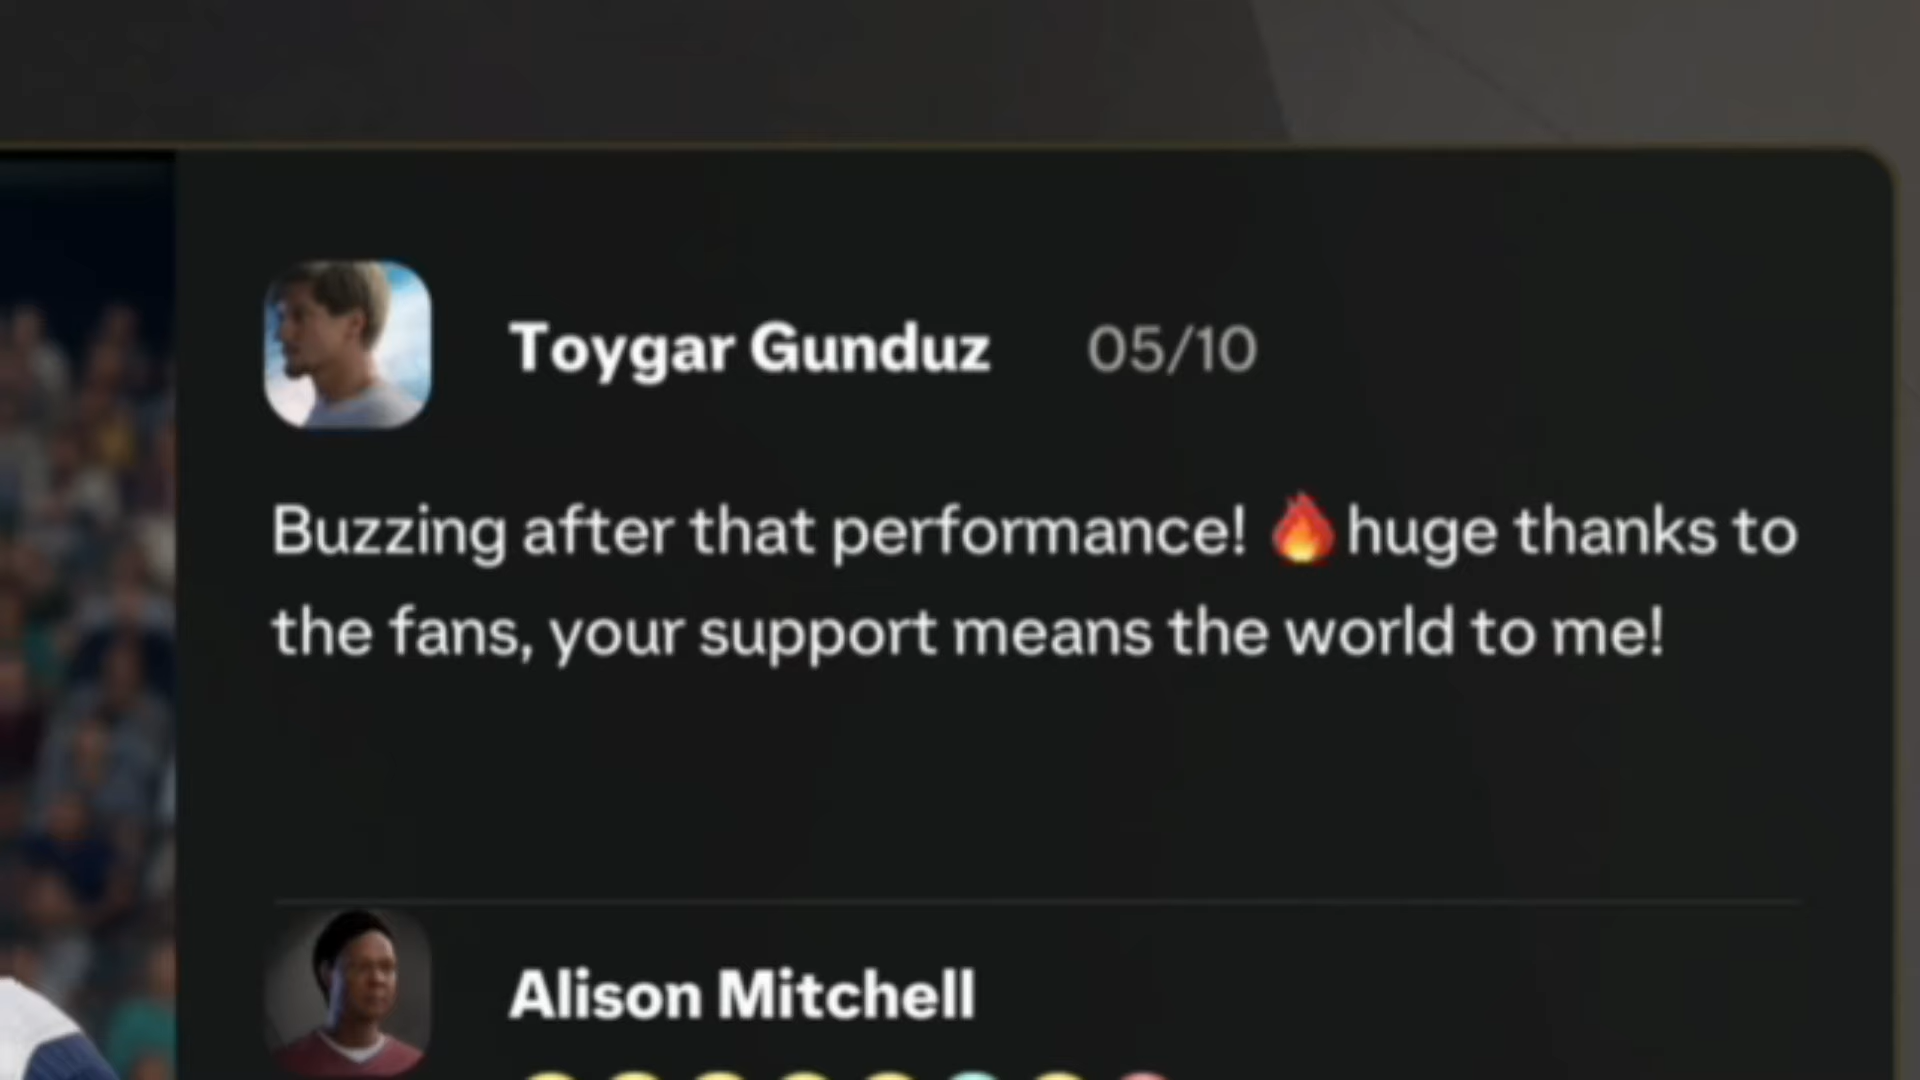 Toygar Gunduz 05/10
Buzzing after that performance! 🔥 huge thanks to
the fans, your support means the world to me!
Alison Mitchell